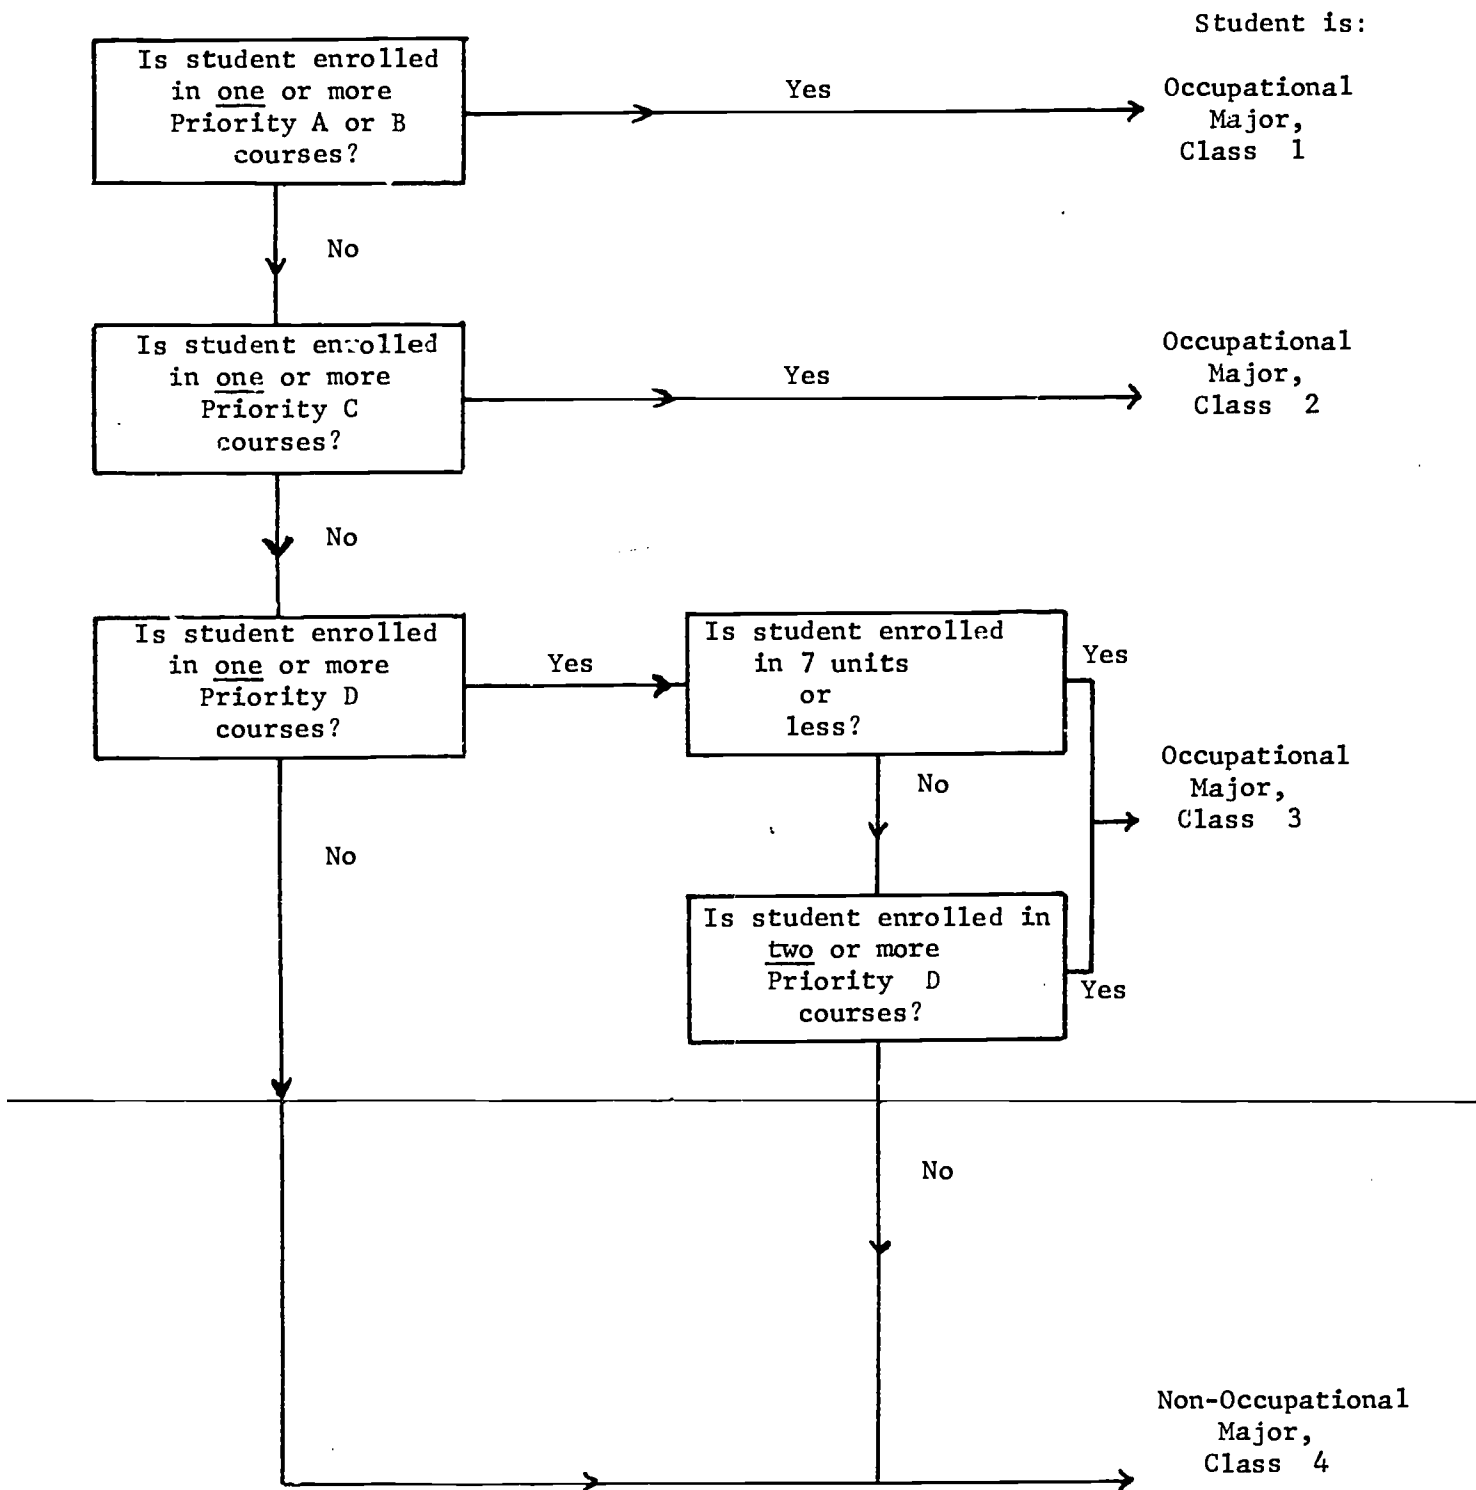 Student is:
Is student enrolled
in one or more
Priority A or B
courses?
Yes
Occupational
Major,
Class 1
No
Is student enrolled
in one or more
Priority C
courses?
Yes
Occupational
Major,
Class 2
No
Is student enrolled
in one or more
Priority D
courses?
Yes
Is student enrolled
in 7 units
or
less?
Yes
No
Occupational
Major,
Class 3
No
Is student enrolled in
two or more
Priority D
courses?
Yes
No
Non-Occupational
Major,
Class 4